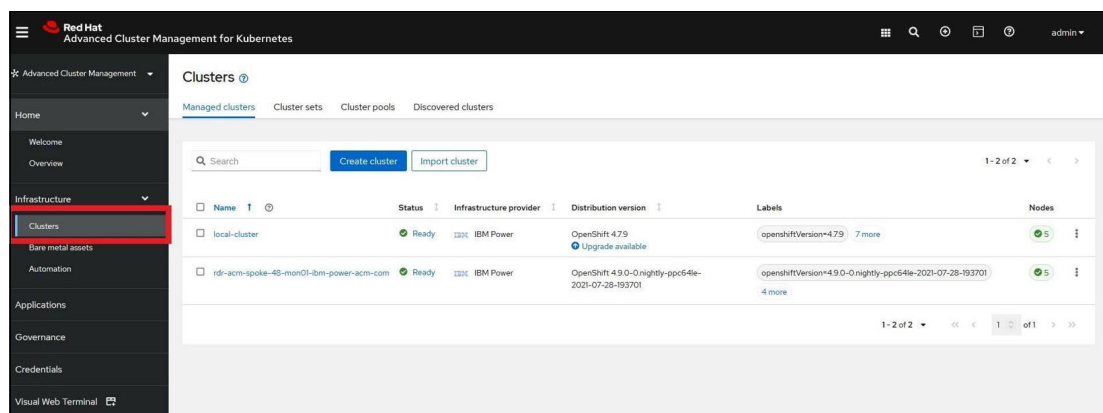 Red Hat
Advanced Cluster Management for Kubernetes
admin
Advanced Cluster Management
Home
Welcome
Overview
Infrastructure
Clusters
Bare metal assets
Automation
Applications
Governance
Credentials
Visual Web Terminal
Clusters
Managed clusters Cluster sets Cluster pools Discovered clusters
Search Create cluster Import cluster 1 - 2 of 2
Name Status Infrastructure provider Distribution version Labels Nodes
local-cluster Ready IBM IBM Power OpenShift 4.7.9 openshiftVersion=4.7.9 7 more 5
Upgrade available
rdr-acm-spoke-48-mon01-ibm-power-acm-com Ready IBM IBM Power OpenShift 4.9.0-0.nightly-ppc64le- openshiftVersion=4.9.0-0.nightly-ppc64le-2021-07-28-193701 5
2021-07-28-193701
4 more
1 - 2 of 2 1 of 1